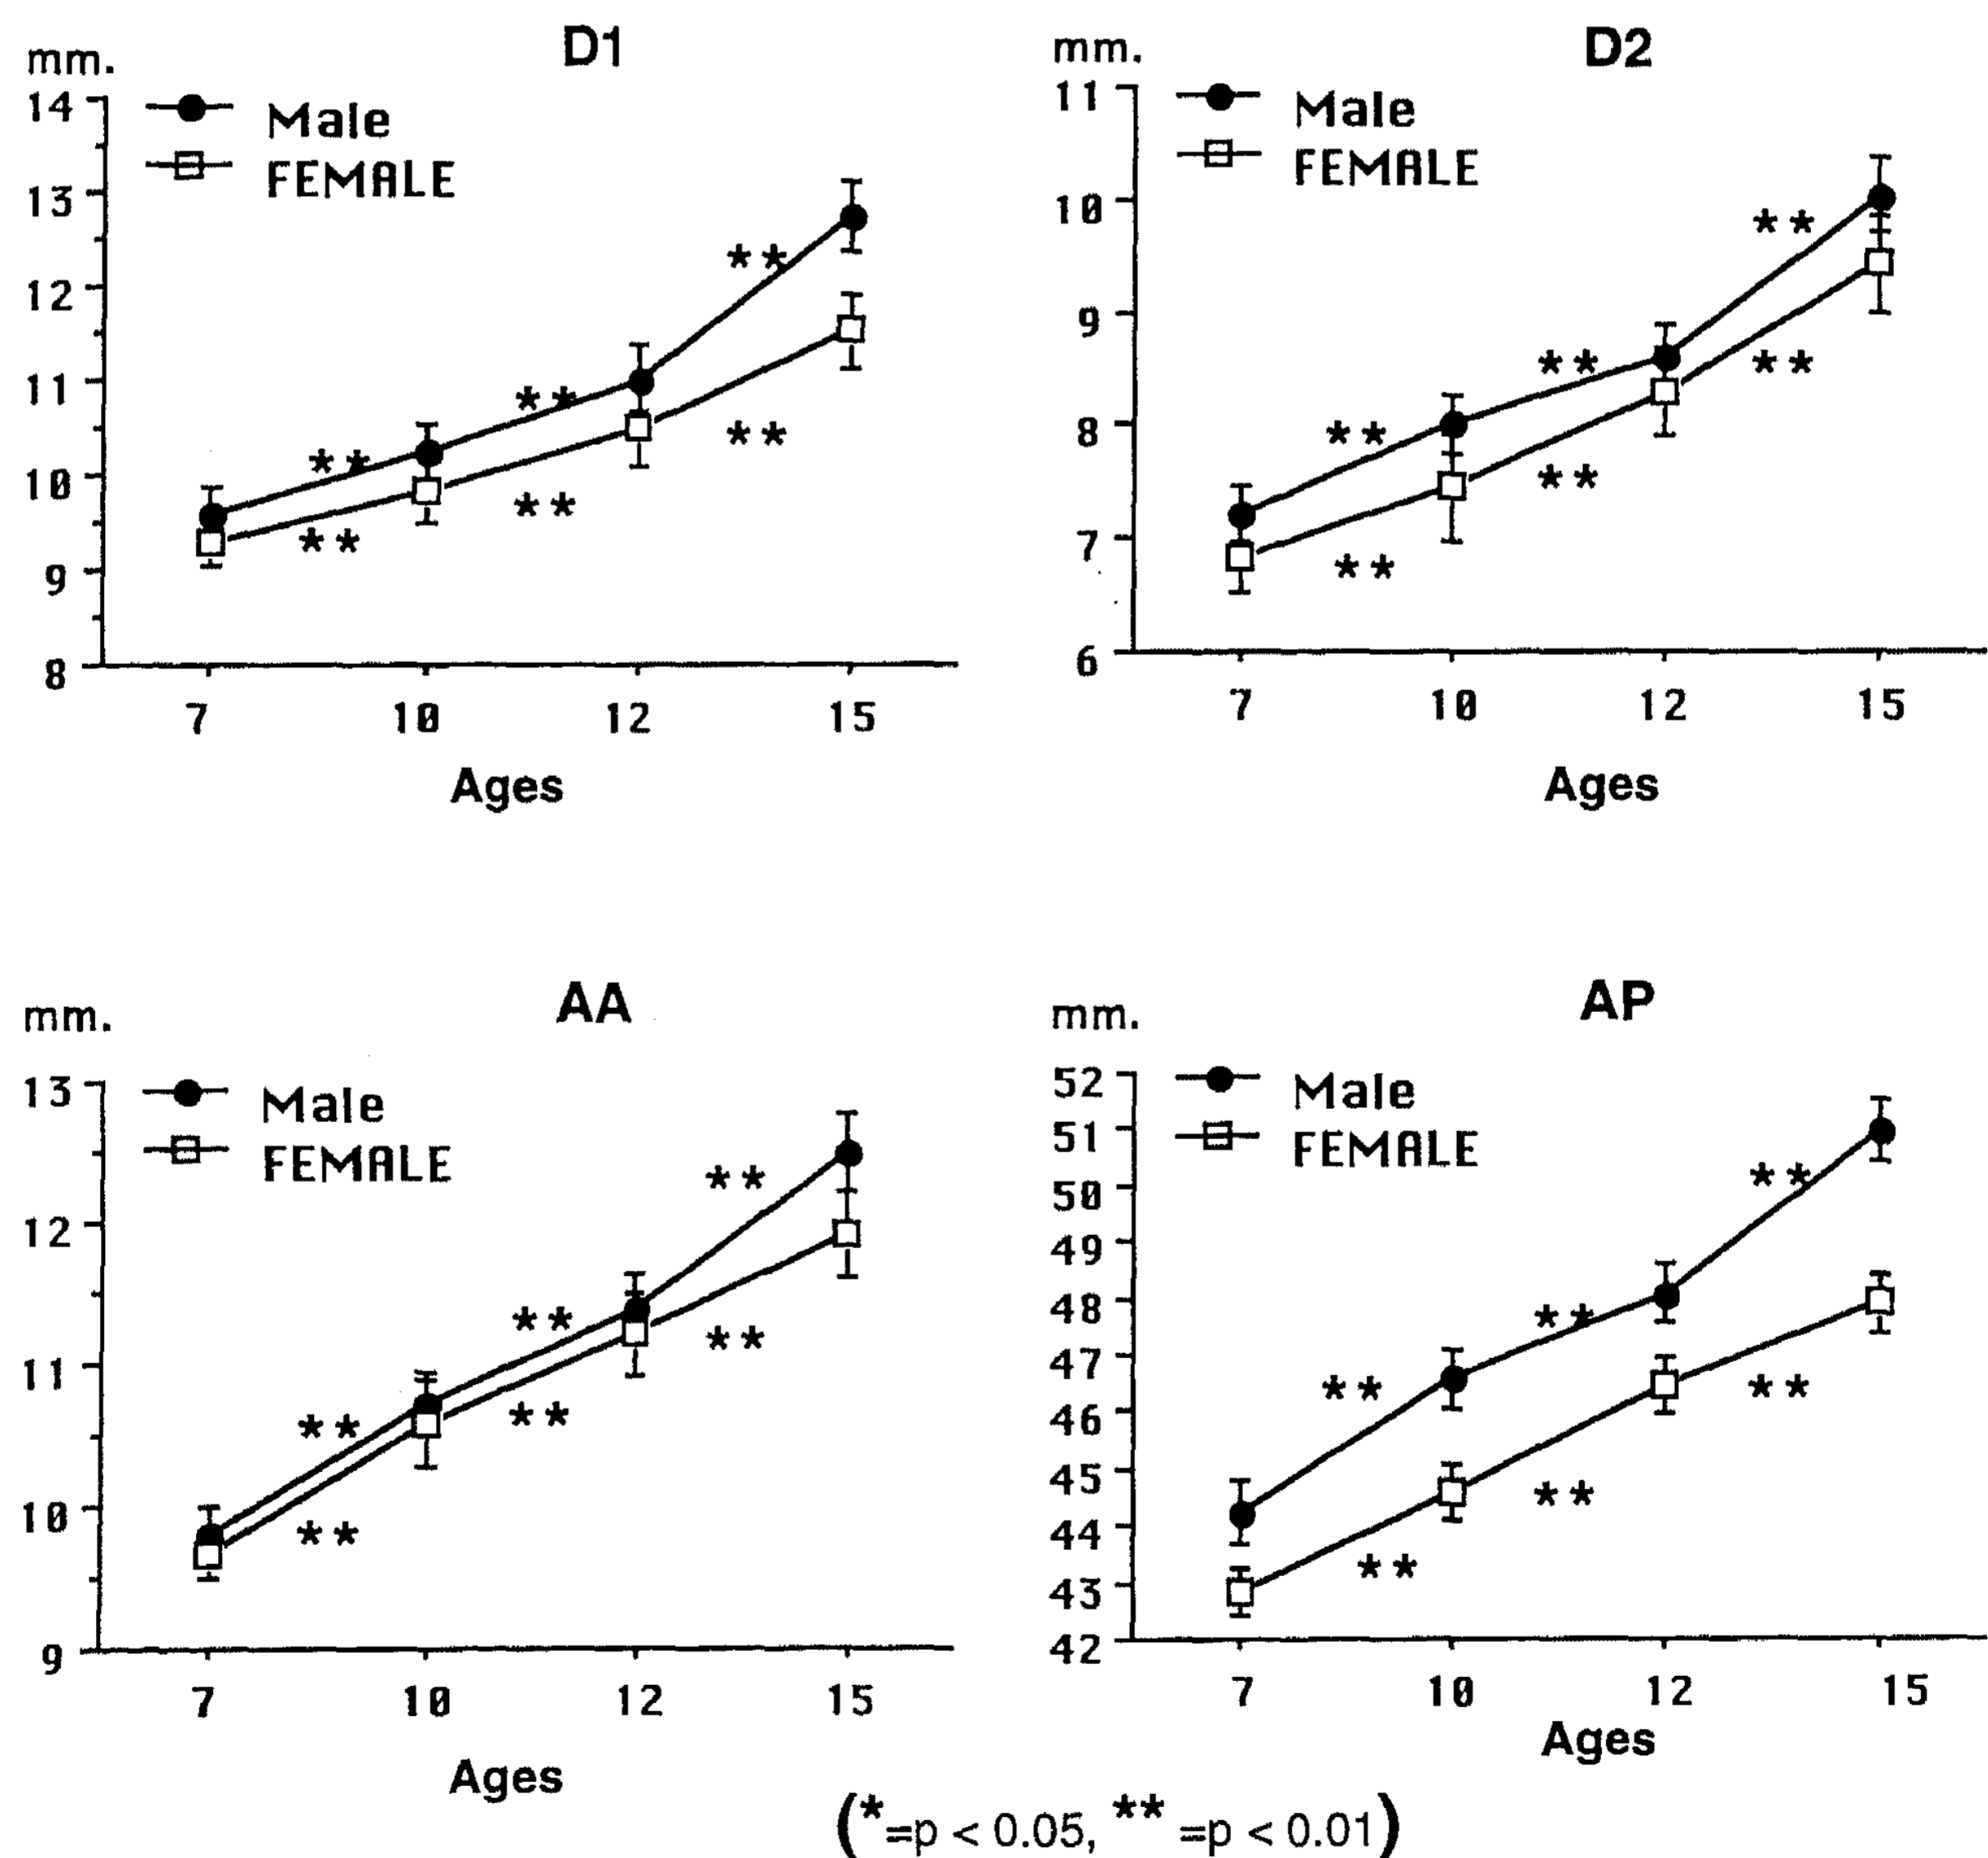 D1
mm.
Male
FEMALE
14
13
12
11
10
9
8
** ** **
** ** **
7 10 12 15
Ages
D2
mm.
Male
FEMALE
11
10
9
8
7
6
** ** **
** ** **
7 10 12 15
Ages
AA
mm.
Male
FEMALE
13
12
11
10
9
** ** **
** ** **
7 10 12 15
Ages
AP
mm.
Male
FEMALE
52
51
50
49
48
47
46
45
44
43
42
** ** **
** ** **
7 10 12 15
Ages
(*=p < 0.05, ** =p < 0.01)